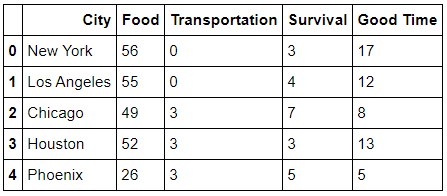 City Food Transportation Survival Good Time
0 New York 56 0 3 17
1 Los Angeles 55 0 4 12
2 Chicago 49 3 7 8
3 Houston 52 3 3 13
4 Phoenix 26 3 5 5